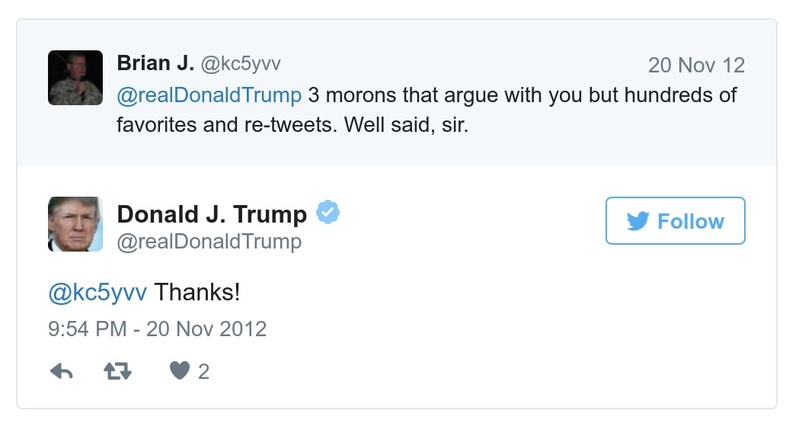 Brian J. @kc5yvv 20 Nov 12
@realDonaldTrump 3 morons that argue with you but hundreds of
favorites and re-tweets. Well said, sir.
Donald J. Trump
@realDonaldTrump
Follow
@kc5yvv Thanks!
9:54 PM - 20 Nov 2012
2